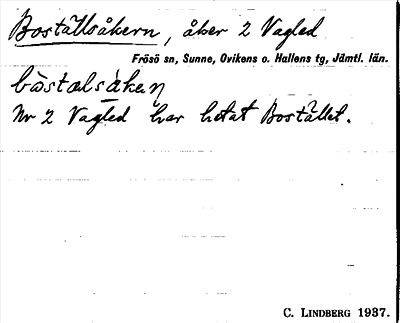 Boställsåkern, åker 2 Vagled
Frösö sn, Sunne, Ovikens o. Hallens tg, Jämtl. län.
bòstalsåkaɳ
Nr 2 Vagled har hetat Bostället.
C. LINDBERG 1937.